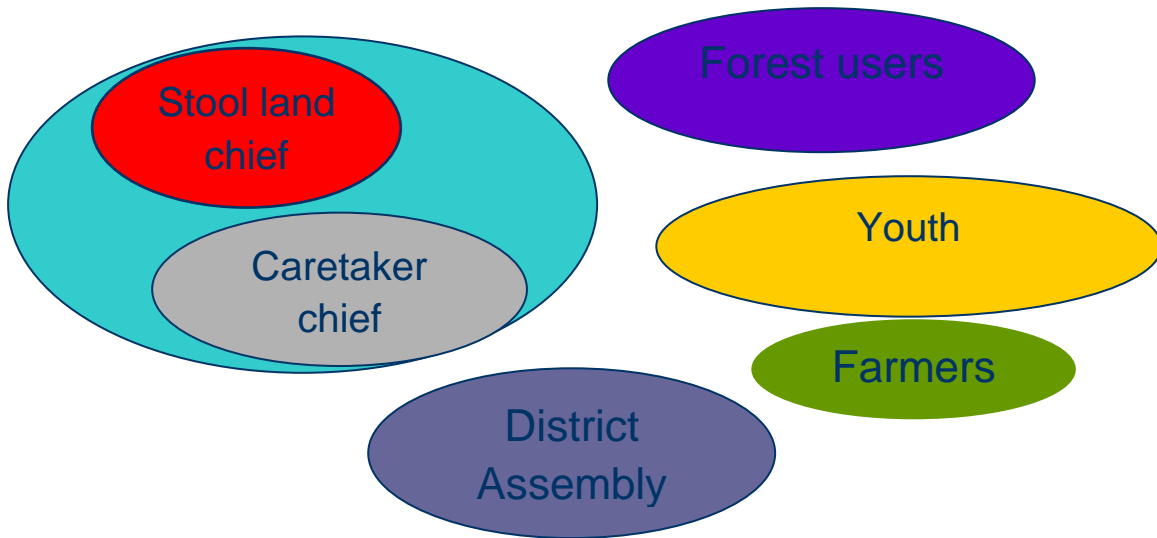 Stool land
chief
Caretaker
chief
Forest users
Youth
Farmers
District
Assembly